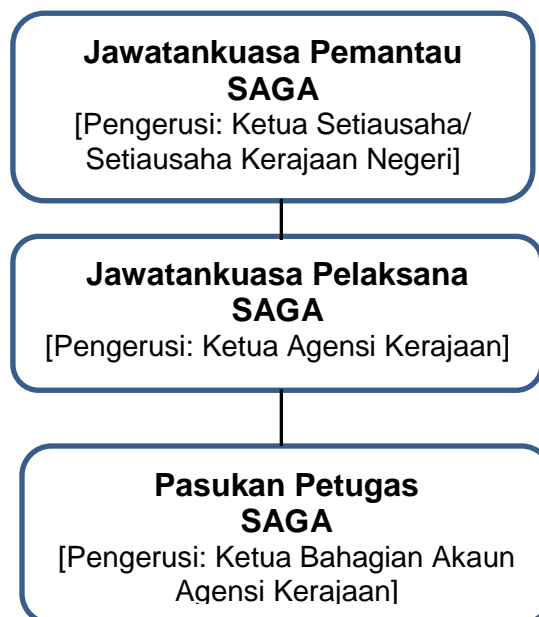 Jawatankuasa Pemantau
SAGA
[Pengerusi: Ketua Setiausaha/
Setiausaha Kerajaan Negeri]
Jawatankuasa Pelaksana
SAGA
[Pengerusi: Ketua Agensi Kerajaan]
Pasukan Petugas
SAGA
[Pengerusi: Ketua Bahagian Akaun
Agensi Kerajaan]